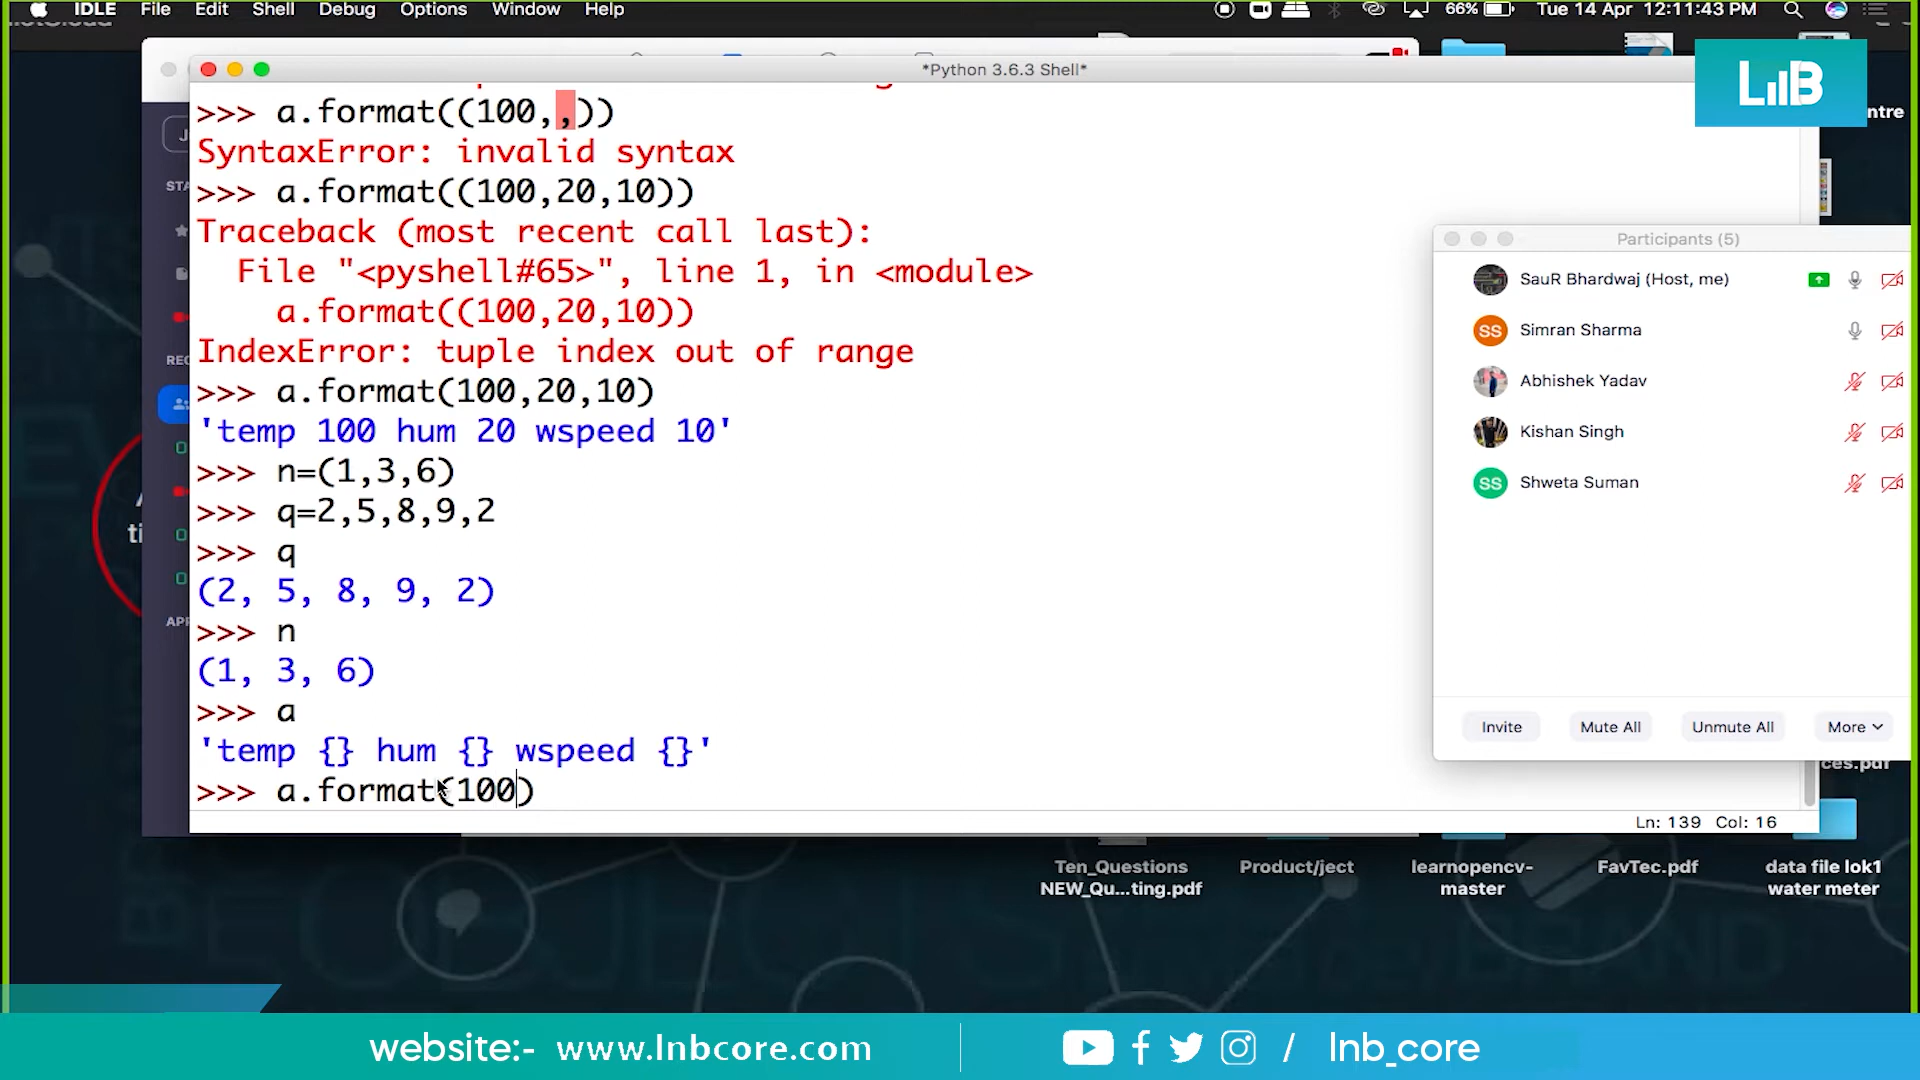 IDLE File Edit Shell Debug Options Window Help
66% Tue 14 Apr 12:11:43 PM
*Python 3.6.3 Shell*
LNB
>>> a.format((100,,))
SyntaxError: invalid syntax
>>> a.format((100,20,10))
Traceback (most recent call last):
File "<pyshell#65>", line 1, in <module>
a.format((100,20,10))
IndexError: tuple index out of range
>>> a.format(100,20,10)
'temp 100 hum 20 wspeed 10'
>>> n=(1,3,6)
>>> q=2,5,8,9,2
>>> q
(2, 5, 8, 9, 2)
>>> n
(1, 3, 6)
>>> a
'temp {} hum {} wspeed {}'
>>> a.format(100)
Ln: 139 Col: 16
Participants (5)
SauR Bhardwaj (Host, me)
SS Simran Sharma
Abhishek Yadav
Kishan Singh
SS Shweta Suman
Invite Mute All Unmute All More
Ten_Questions
NEW_Qu...ting.pdf
Product/ject
learnopencv-
master
FavTec.pdf
data file lok1
water meter
website:- www.lnbcore.com
/ lnb_core